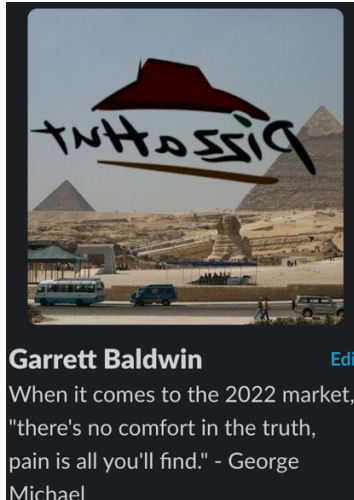 Pizza Hut
Garrett Baldwin
Edi
When it comes to the 2022 market,
"there's no comfort in the truth,
pain is all you'll find." - George
Michael